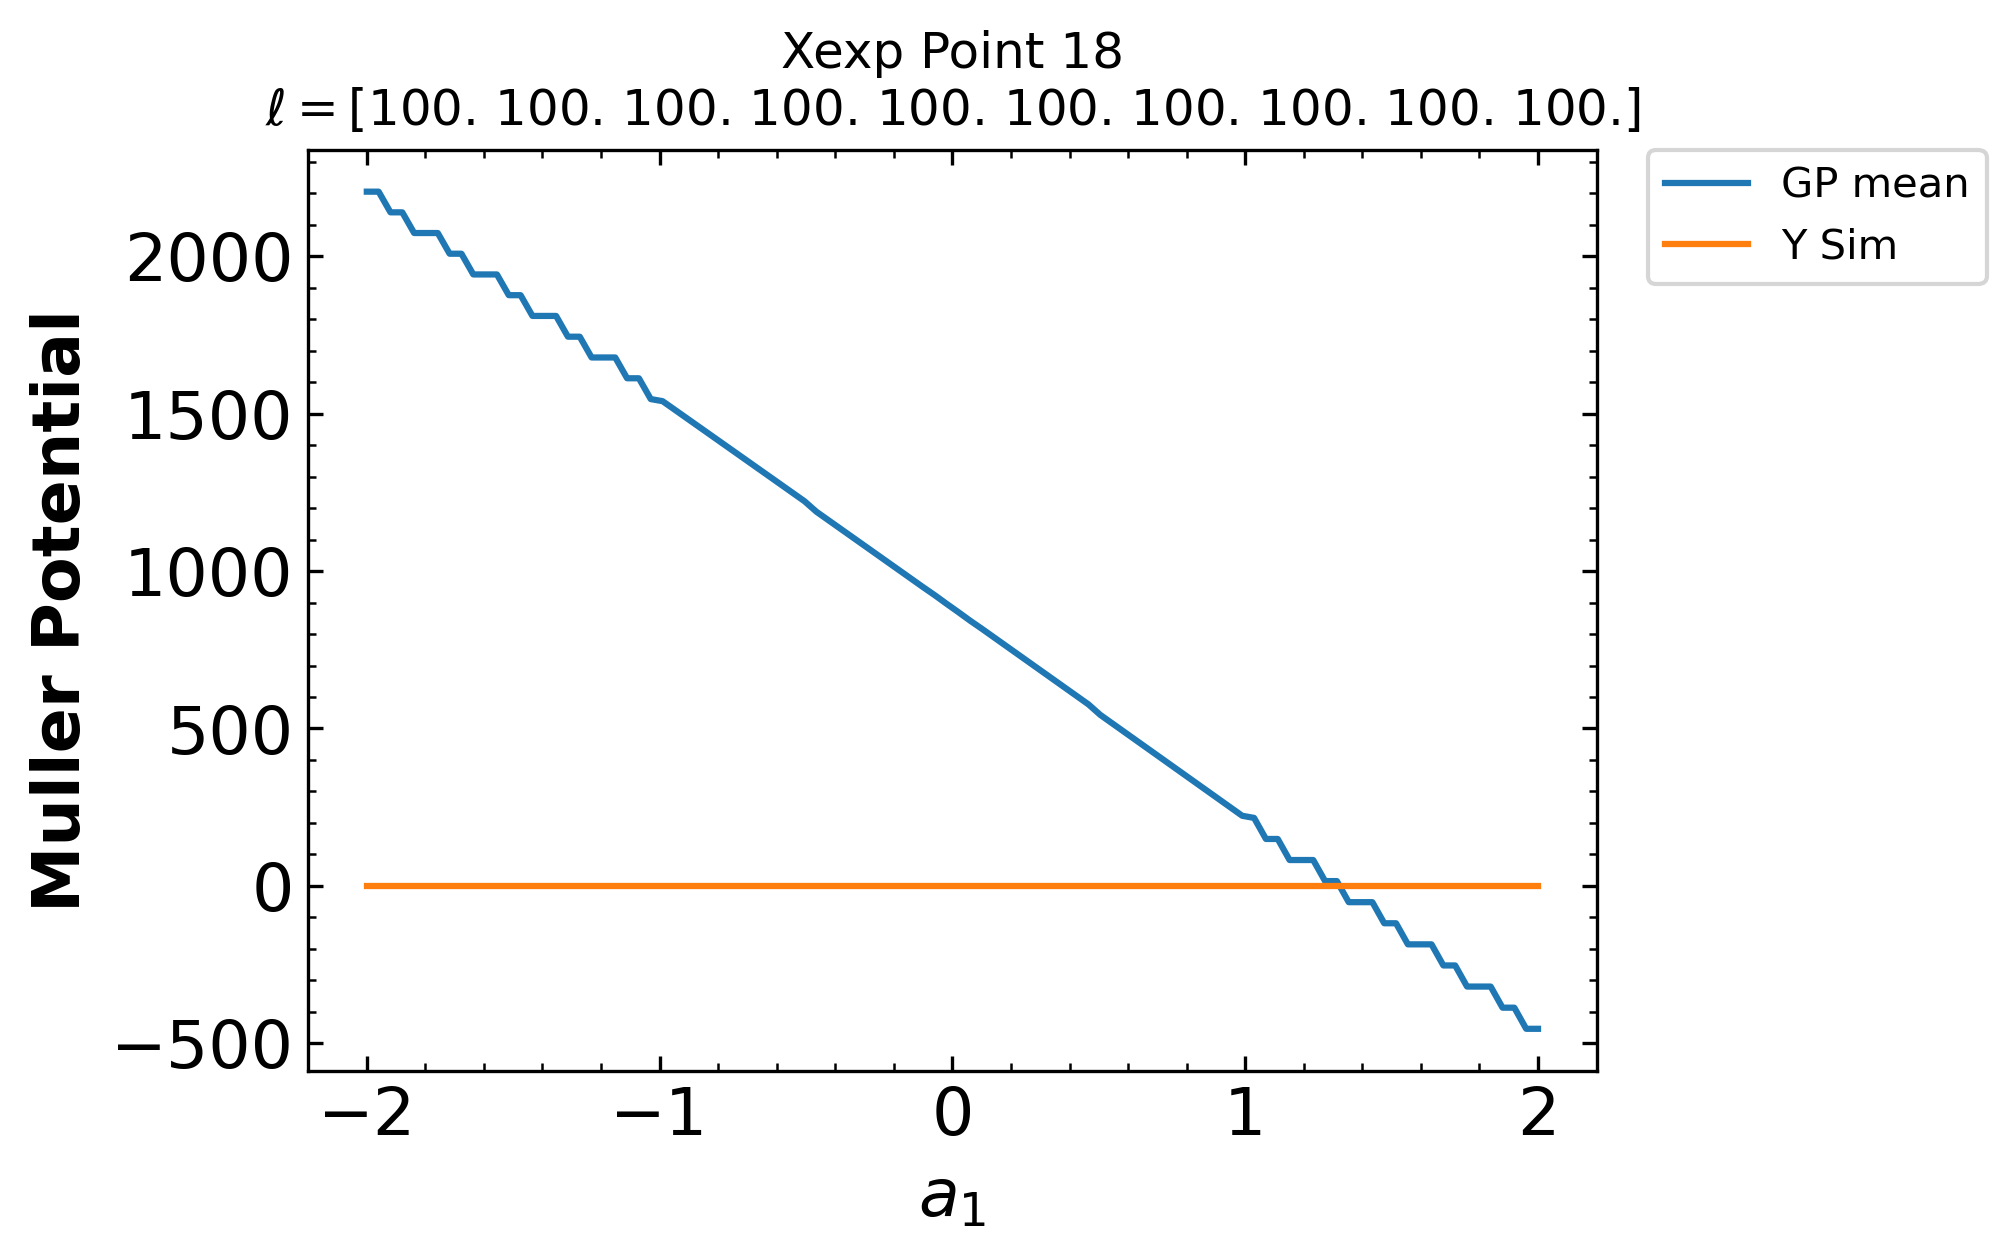 Xexp Point 18
ℓ = [100. 100. 100. 100. 100. 100. 100. 100. 100. 100.]
GP mean
Y Sim
Muller Potential
2000
1500
1000
500
0
−500
−2 −1 0 1 2
a₁